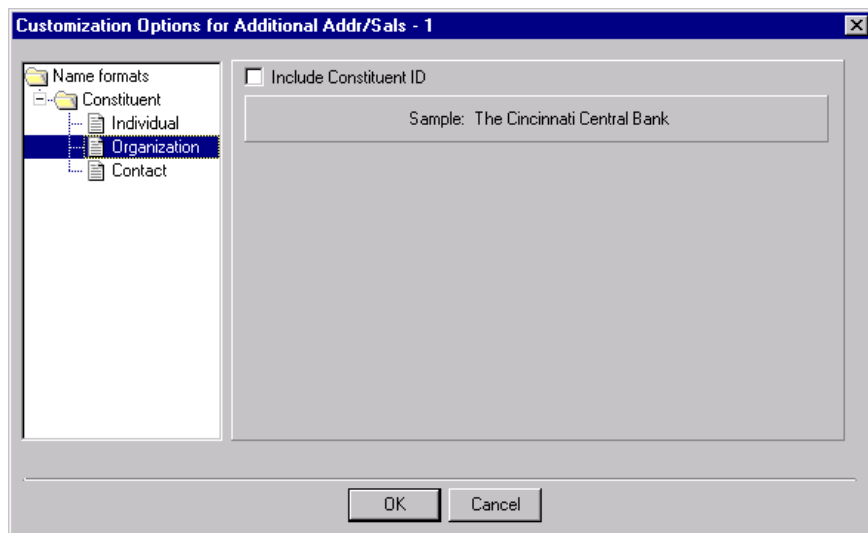 Customization Options for Additional Addr/Sals - 1
Name formats
Constituent
Individual
Organization
Contact
Include Constituent ID
Sample: The Cincinnati Central Bank
OK
Cancel